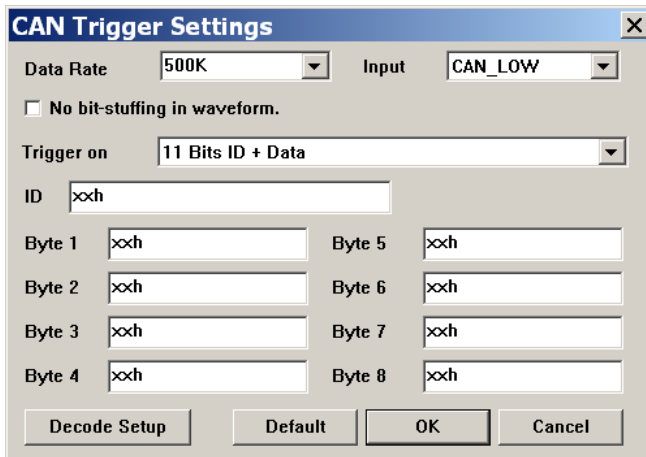 CAN Trigger Settings
Data Rate 500K Input CAN_LOW
No bit-stuffing in waveform.
Trigger on 11 Bits ID + Data
ID xxh
Byte 1 xxh Byte 5 xxh
Byte 2 xxh Byte 6 xxh
Byte 3 xxh Byte 7 xxh
Byte 4 xxh Byte 8 xxh
Decode Setup Default OK Cancel